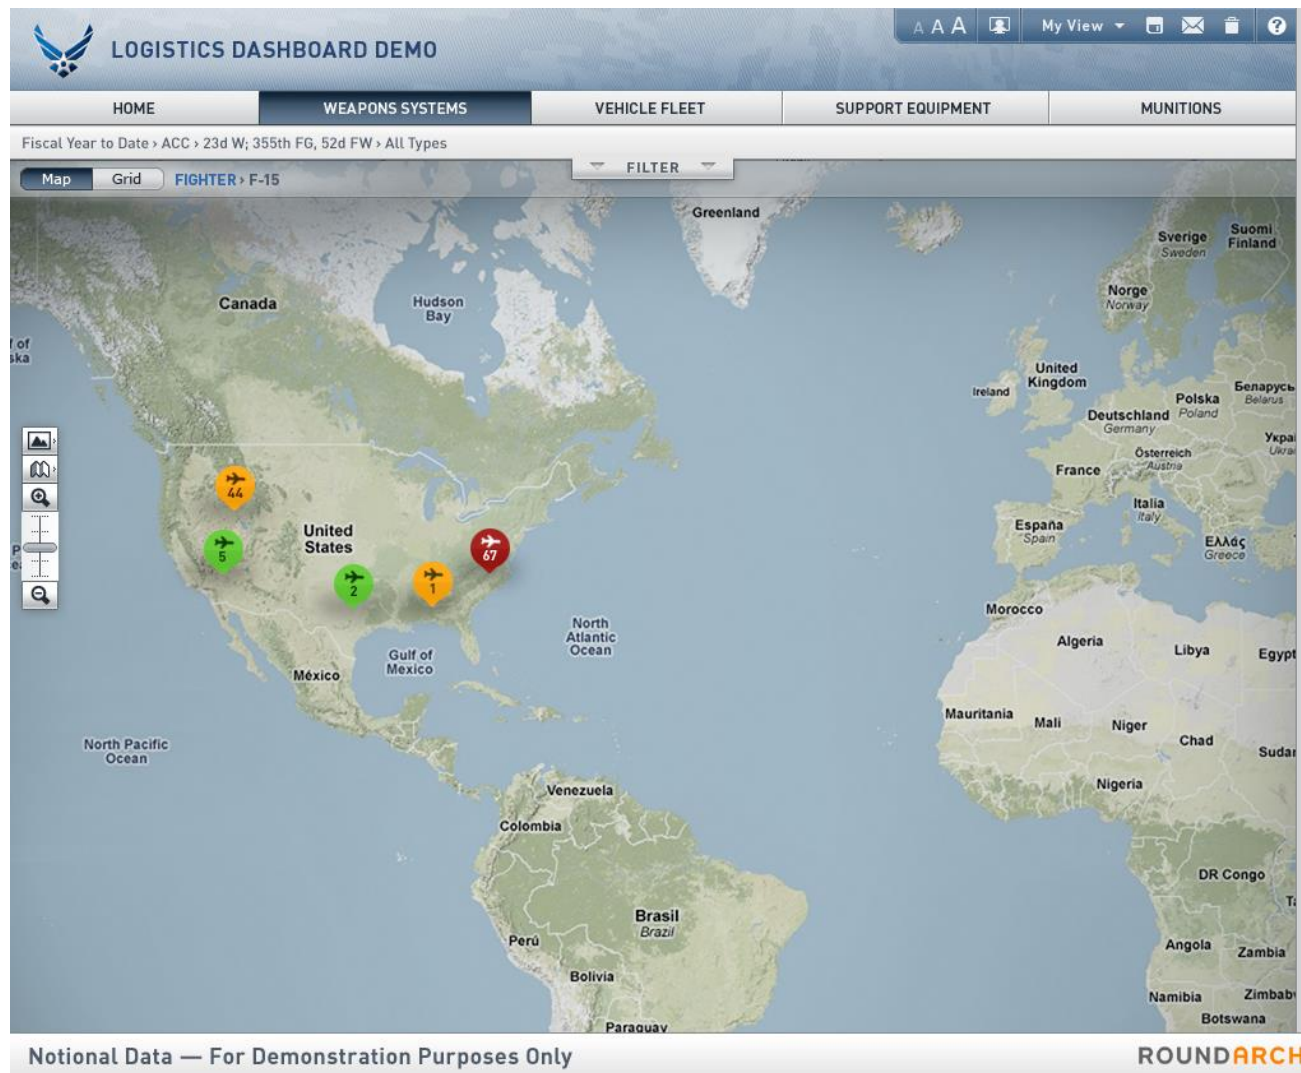 A A A
My View
LOGISTICS DASHBOARD DEMO
HOME WEAPONS SYSTEMS VEHICLE FLEET SUPPORT EQUIPMENT MUNITIONS
Fiscal Year to Date › ACC › 23d W; 355th FG, 52d FW › All Types
FILTER
Map Grid FIGHTER › F-15
Greenland
Sverige
Sweden
Suomi
Finland
Canada
Hudson
Bay
Norge
Norway
United
Kingdom
Ireland
Polska
Poland
Беларусь
Belarus
Deutschland
Germany
Österreich
Austria
France
Italia
Italy
España
Spain
Ελλάς
Greece
44
United
States
5
67
2
1
Morocco
North
Atlantic
Ocean
Algeria
Libya
Egypt
Gulf of
Mexico
México
Mauritania
Mali
Niger
Chad
North Pacific
Ocean
Nigeria
Venezuela
Colombia
DR Congo
Brasil
Brazil
Perú
Angola
Zambia
Bolivia
Namibia
Botswana
Paraguay
Notional Data — For Demonstration Purposes Only
ROUNDARCH